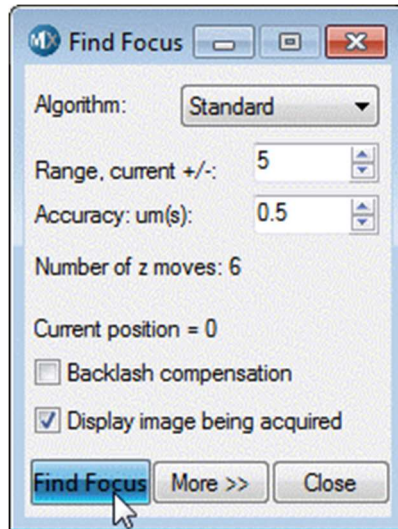 MX Find Focus
Algorithm: Standard
Range, current +/-: 5
Accuracy: um(s): 0.5
Number of z moves: 6
Current position = 0
Backlash compensation
Display image being acquired
Find Focus More >> Close